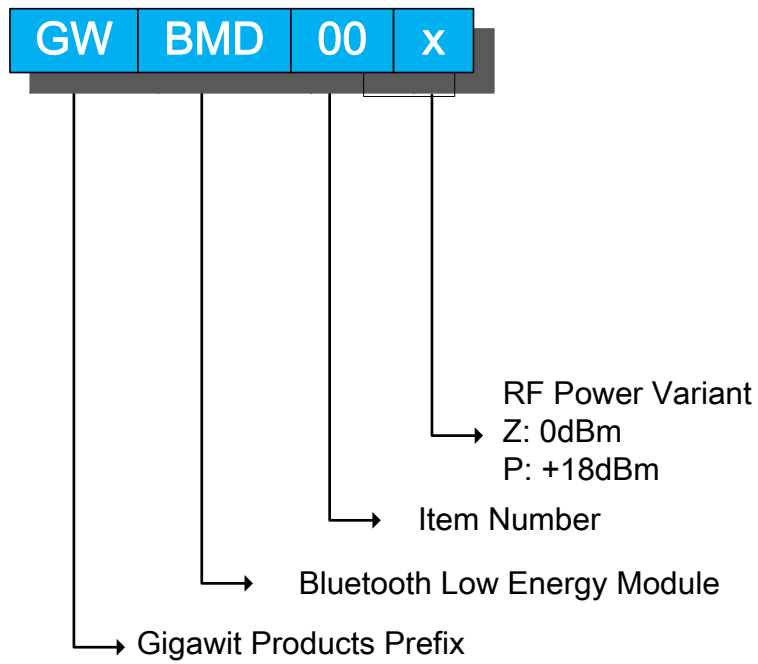 GW BMD 00 x
RF Power Variant
Z: 0dBm
P: +18dBm
Item Number
Bluetooth Low Energy Module
Gigawit Products Prefix